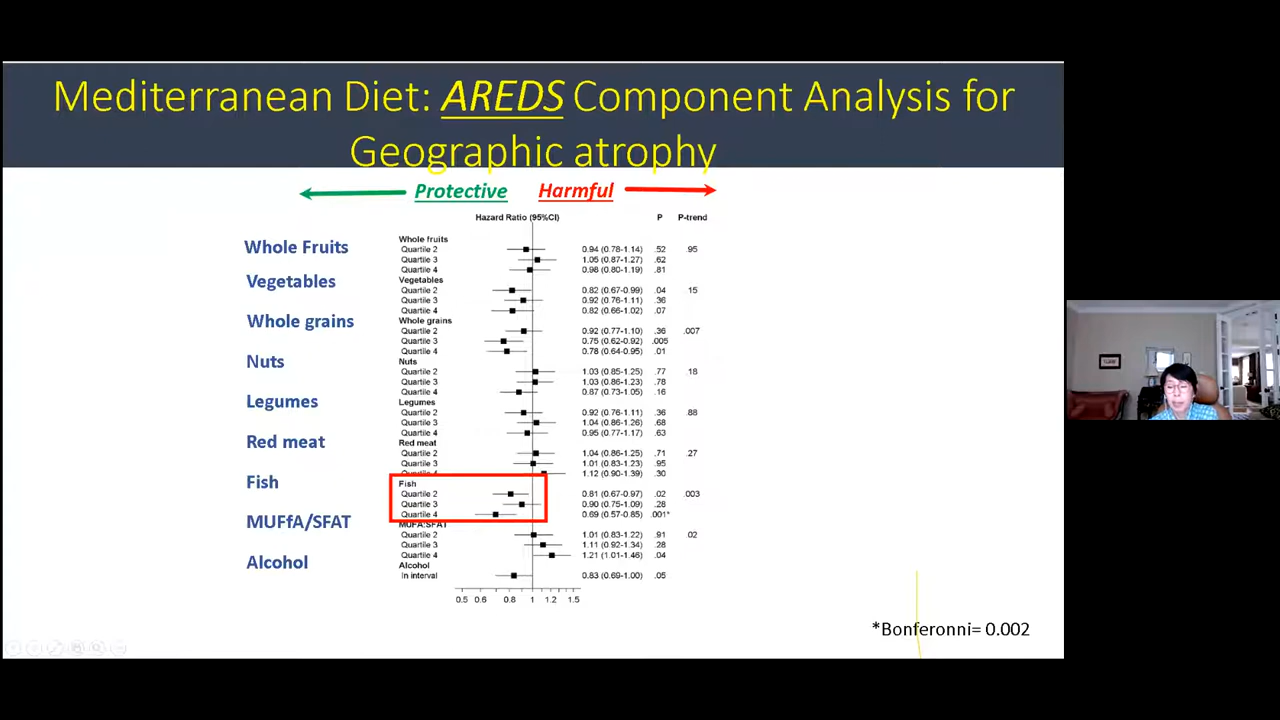 Mediterranean Diet: AREDS Component Analysis for
Geographic atrophy
Protective Harmful
Hazard Ratio (95%CI) P P-trend
Whole Fruits
Vegetables
Whole grains
Nuts
Legumes
Red meat
Fish
MUFfA/SFAT
Alcohol
Whole fruits
Quartile 2 0.94 (0.78-1.14) .52 .95
Quartile 3 1.05 (0.87-1.27) .62
Quartile 4 0.98 (0.80-1.19) .81
Vegetables
Quartile 2 0.82 (0.67-0.99) .04 15
Quartile 3 0.92 (0.76-1.11) .36
Quartile 4 0.82 (0.66-1.02) .07
Whole grains
Quartile 2 0.92 (0.77-1.10) .36 .007
Quartile 3 0.75 (0.62-0.92) .005
Quartile 4 0.78 (0.64-0.95) .01
Nuts
Quartile 2 1.03 (0.85-1.25) .77 .18
Quartile 3 1.03 (0.86-1.23) .78
Quartile 4 0.87 (0.73-1.05) .16
Legumes
Quartile 2 0.92 (0.76-1.11) .36 .88
Quartile 3 1.04 (0.86-1.26) .68
Quartile 4 0.95 (0.77-1.17) .63
Red meat
Quartile 2 1.04 (0.86-1.25) .71 .27
Quartile 3 1.01 (0.83-1.23) .95
1.12 (0.90-1.39) .30
Fish
Quartile 2 0.81 (0.67-0.97) .02 .003
Quartile 3 0.90 (0.75-1.09) .28
Quartile 4 0.69 (0.57-0.85) .001*
MUFA:SFAT
Quartile 2 1.01 (0.83-1.22) .91 02
Quartile 3 1.11 (0.92-1.34) .28
Quartile 4 1.21 (1.01-1.46) .04
Alcohol
In interval 0.83 (0.69-1.00) .05
0.5 0.6 0.8 1 1.2 1.5
*Bonferonni= 0.002